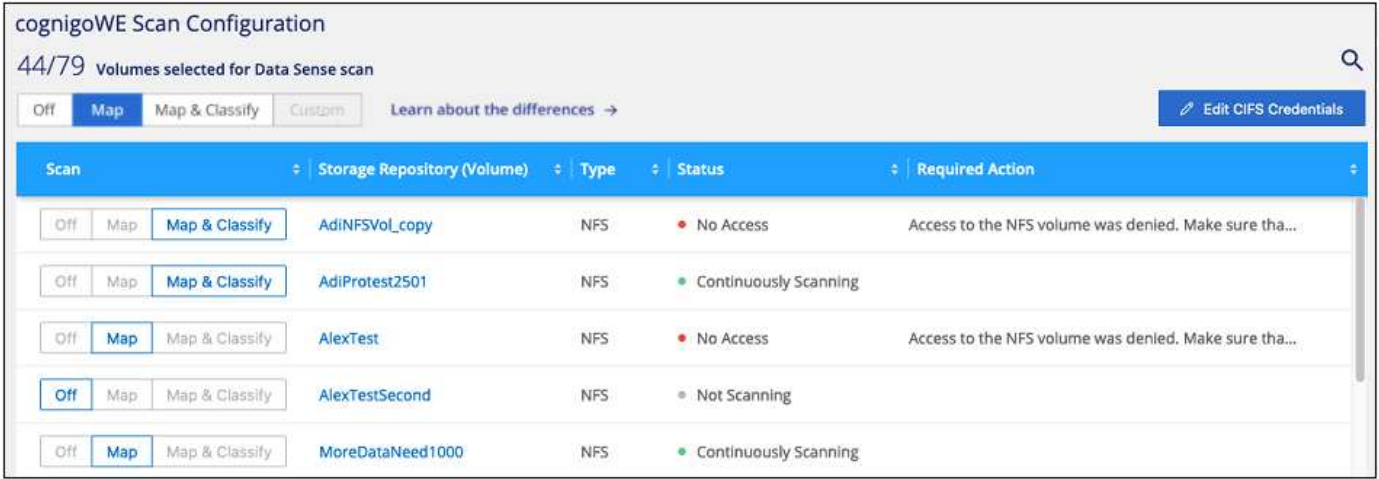 cognigoWE Scan Configuration
44/79 Volumes selected for Data Sense scan
Off Map Map & Classify Custom Learn about the differences → Edit CIFS Credentials
Scan Storage Repository (Volume) Type Status Required Action
Off Map Map & Classify AdiNFSVol_copy NFS No Access Access to the NFS volume was denied. Make sure tha...
Off Map Map & Classify AdiProtest2501 NFS Continuously Scanning
Off Map Map & Classify AlexTest NFS No Access Access to the NFS volume was denied. Make sure tha...
Off Map Map & Classify AlexTestSecond NFS Not Scanning
Off Map Map & Classify MoreDataNeed1000 NFS Continuously Scanning